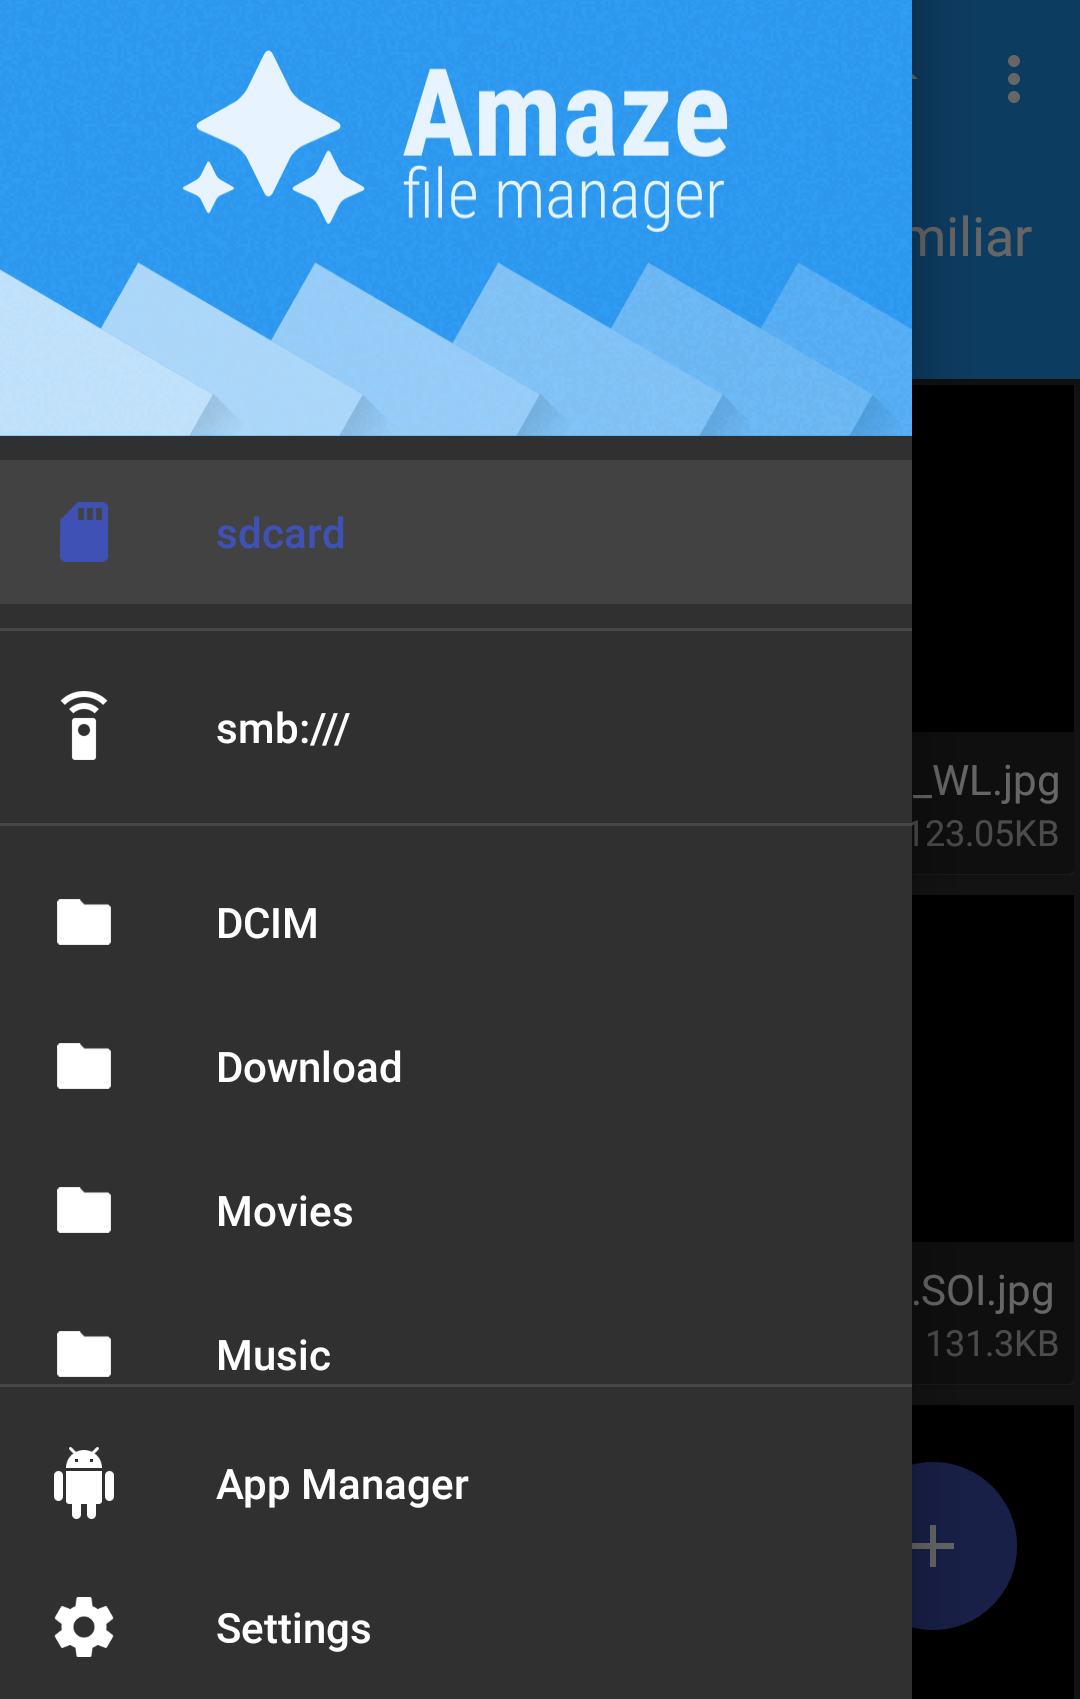 Amaze
file manager
miliar
sdcard
smb:///
_WL.jpg
123.05KB
DCIM
Download
Movies
.SOI.jpg
131.3KB
Music
App Manager
Settings